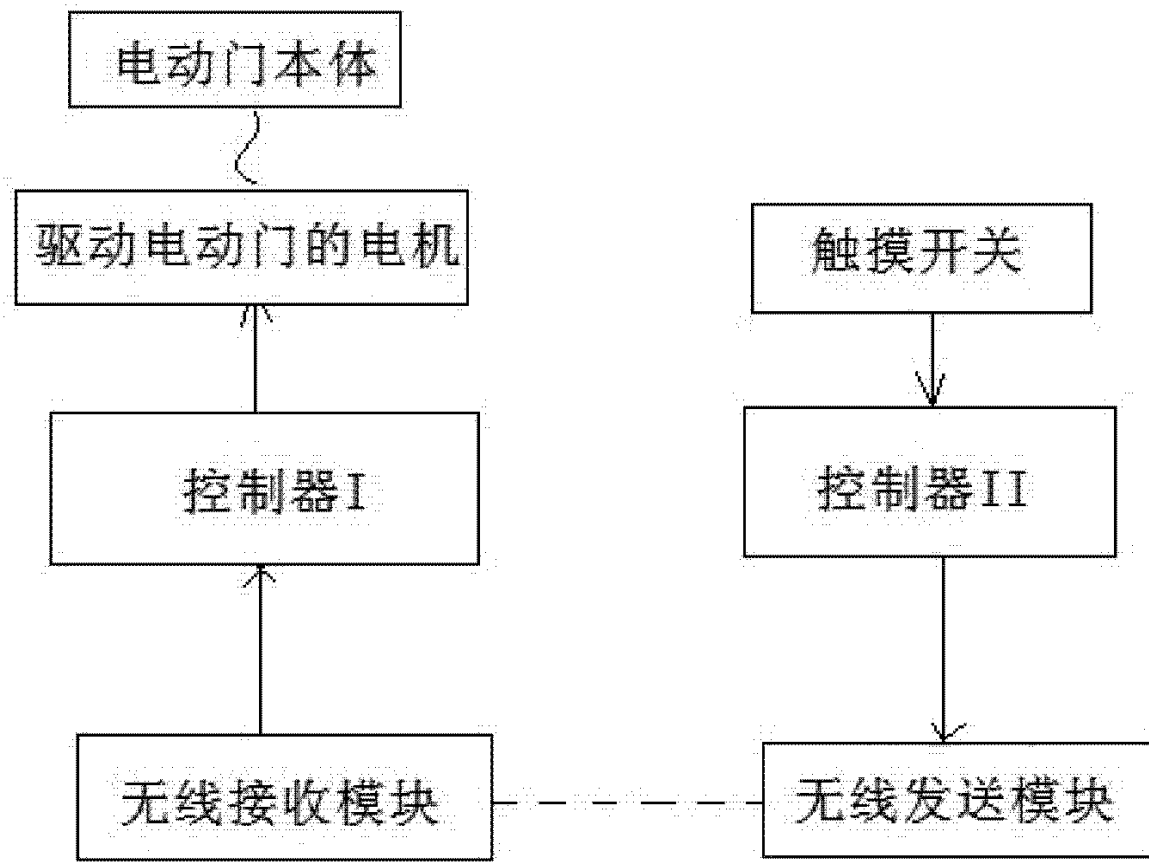 电动门本体
驱动电动门的电机
触摸开关
控制器I
控制器II
无线接收模块
无线发送模块